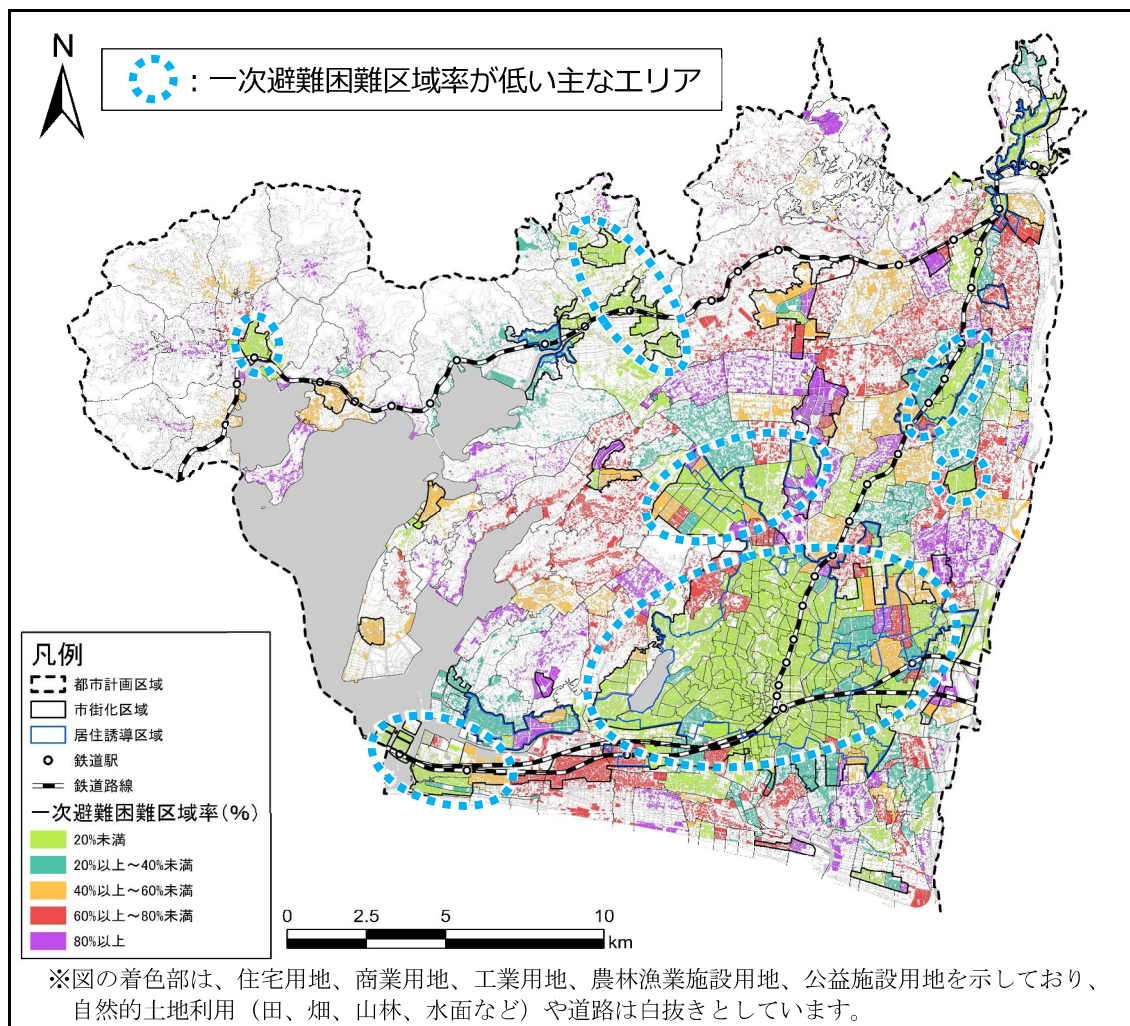 N
：一次避難困難区域率が低い主なエリア
凡例
都市計画区域
市街化区域
居住誘導区域
鉄道駅
鉄道路線
一次避難困難区域率(%)
20%未満
20%以上～40%未満
40%以上～60%未満
60%以上～80%未満
80%以上
0 2.5 5 10
km
※図の着色部は、住宅用地、商業用地、工業用地、農林漁業施設用地、公益施設用地を示しており、
自然的土地利用（田、畑、山林、水面など）や道路は白抜きとしています。